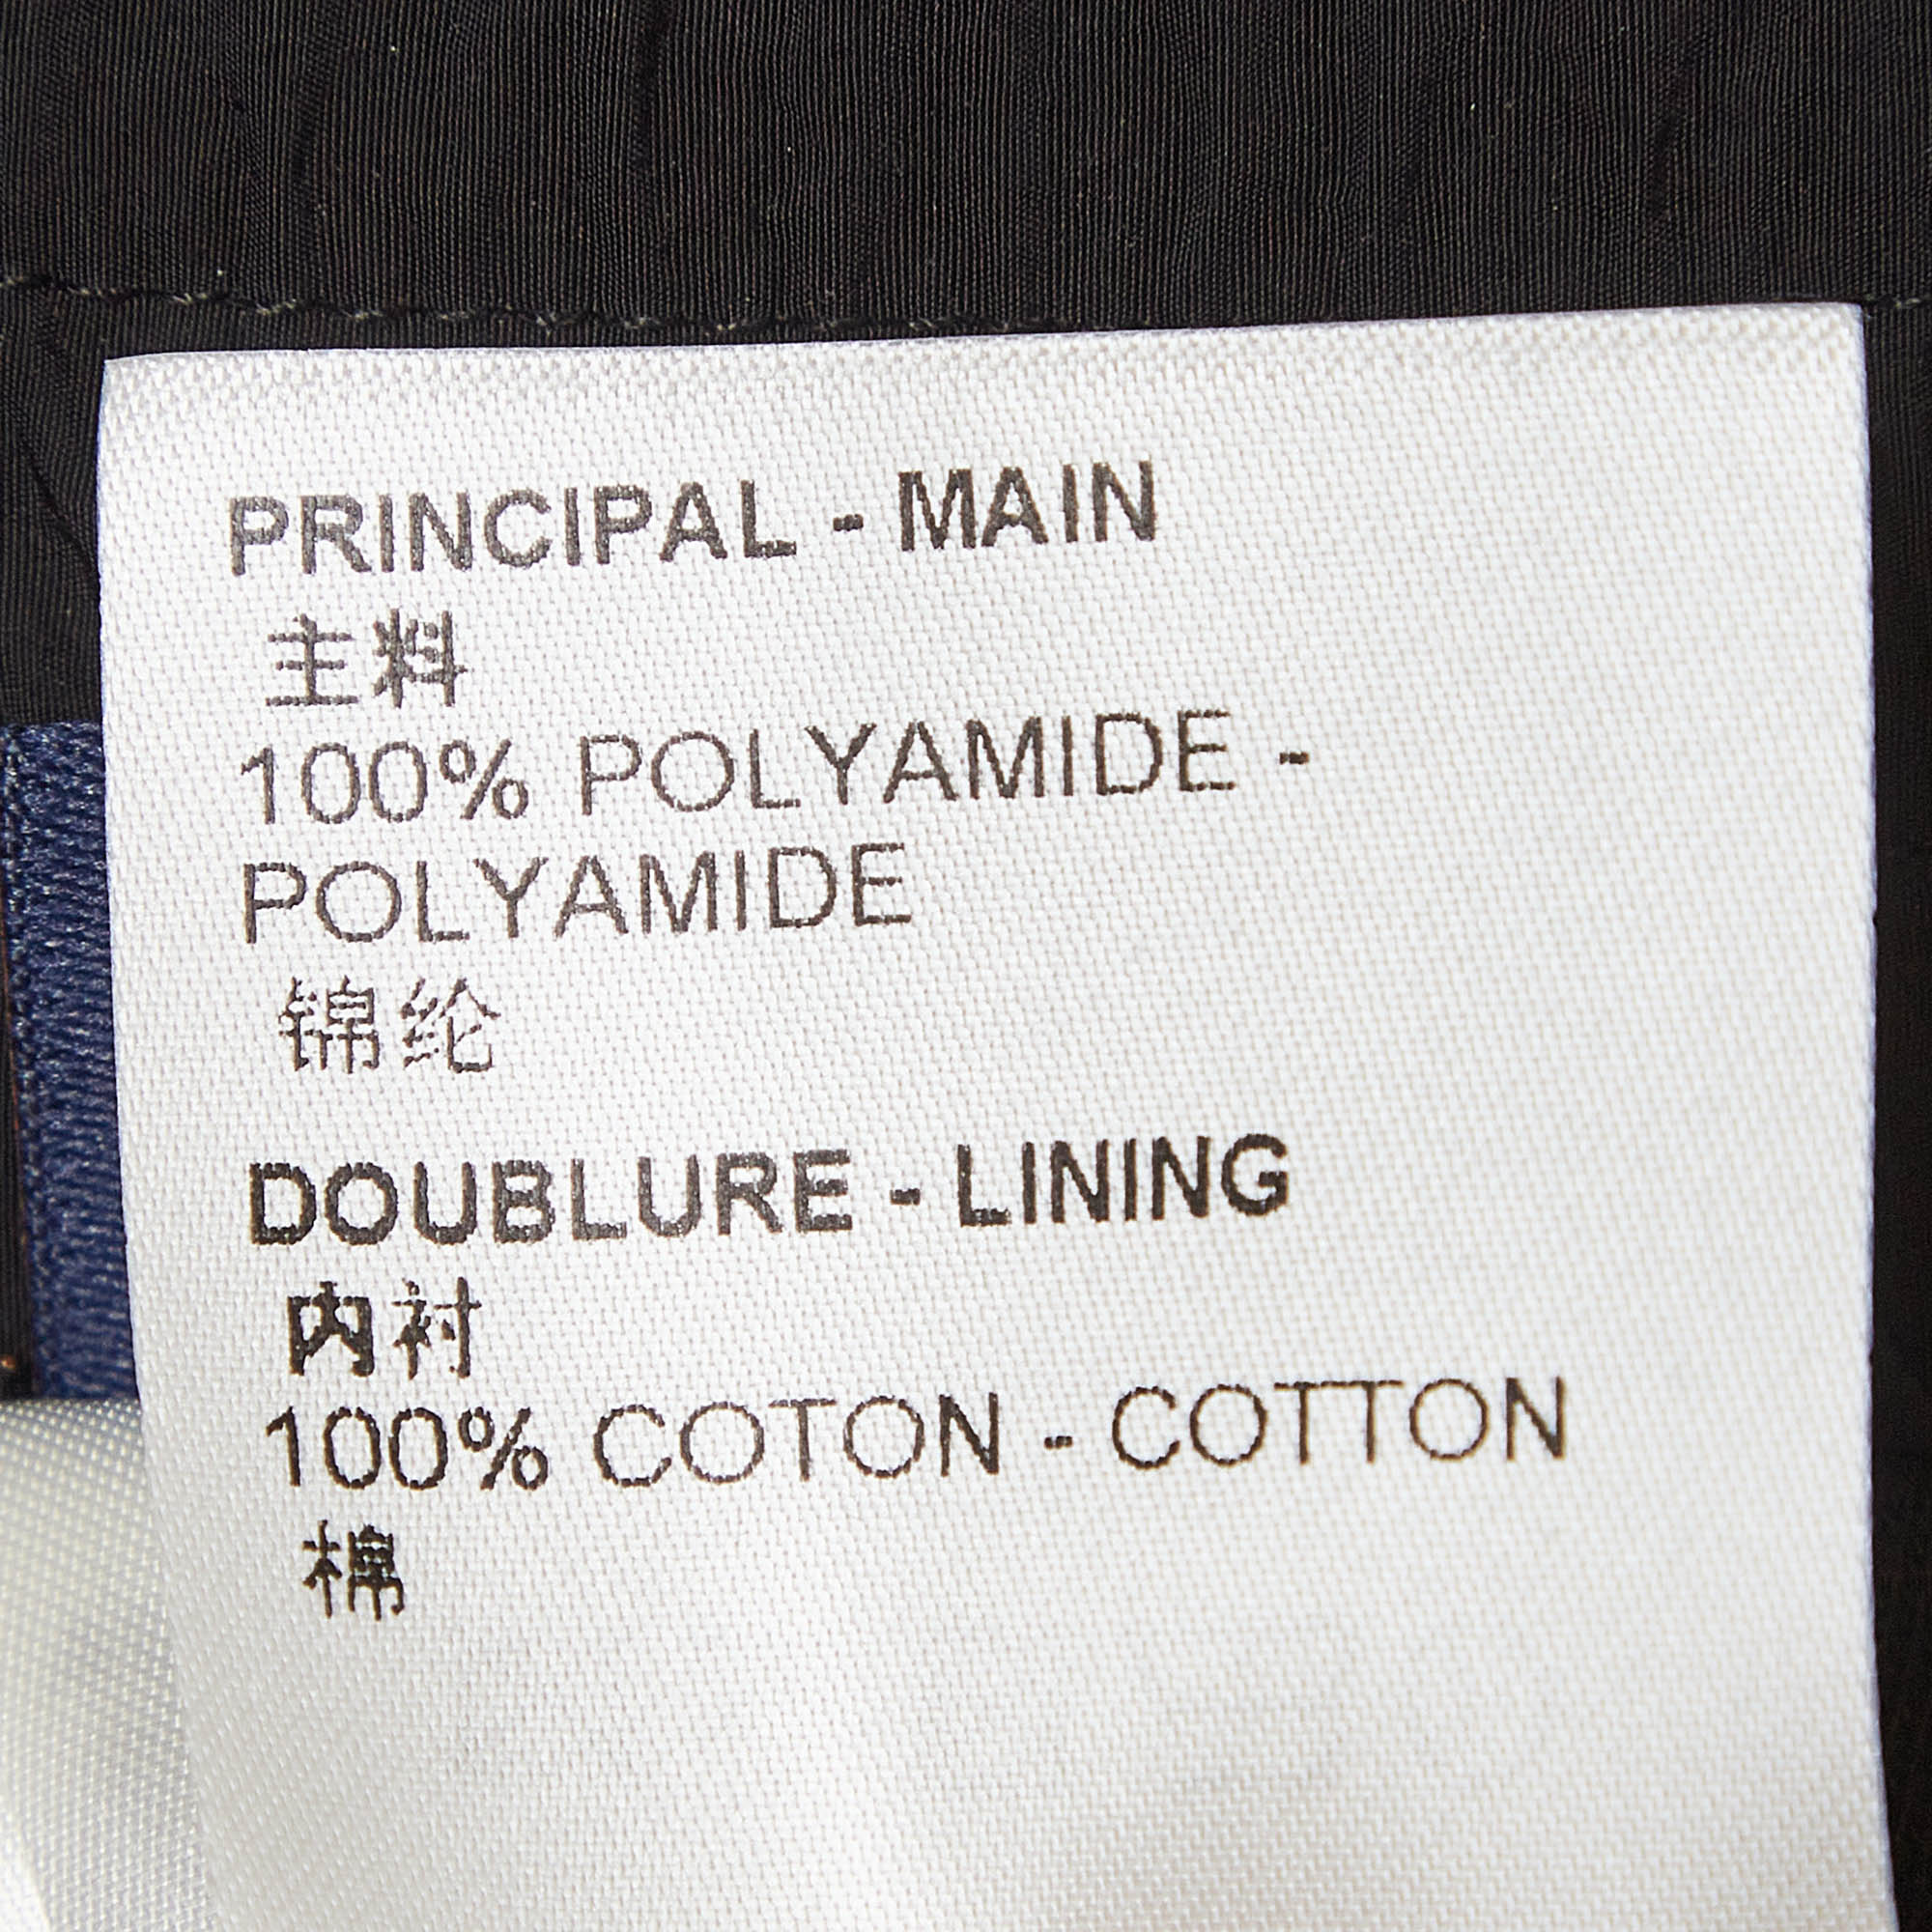 PRINCIPAL - MAIN
主料
100% POLYAMIDE -
POLYAMIDE
锦纶
DOUBLURE - LINING
内衬
100% COTON - COTTON
棉